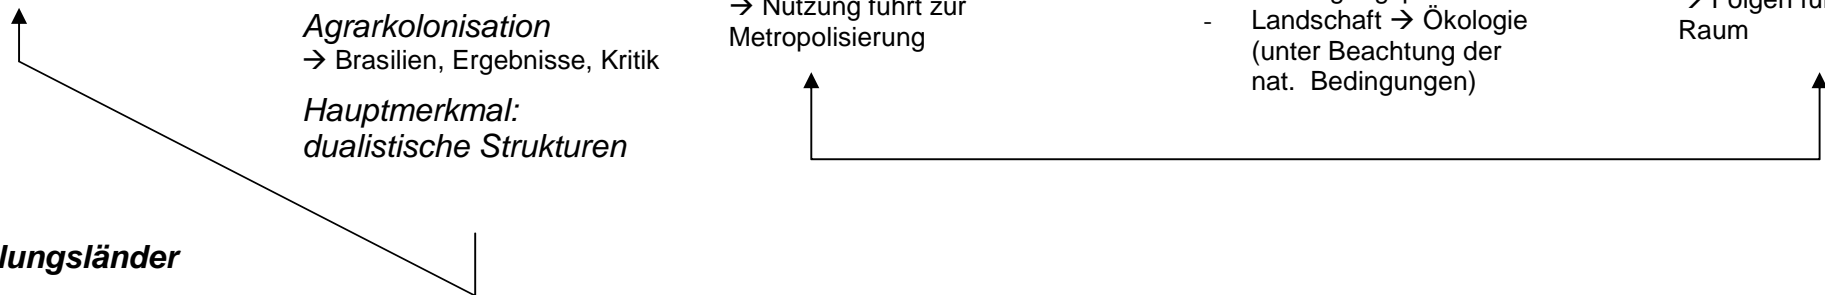 Agrarkolonisation
→ Brasilien, Ergebnisse, Kritik
Hauptmerkmal:
dualistische Strukturen
→ Nutzung führt zur
Metropolisierung
- Landschaft → Ökologie
(unter Beachtung der
nat. Bedingungen)
→ Folgen
Raum
lungsländer